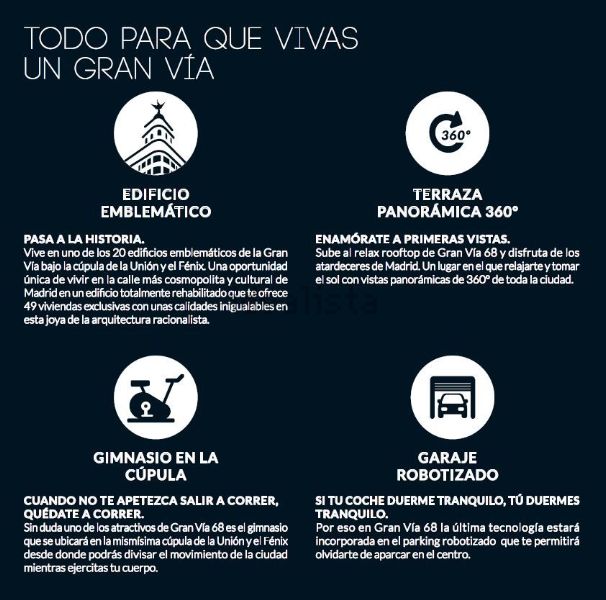 TODO PARA QUE VIVAS
UN GRAN VÍA
EDIFICIO
EMBLEMÁTICO
PASA A LA HISTORIA.
Vive en uno de los 20 edificios emblemáticos de la Gran
Vía bajo la cúpula de la Unión y el Fénix. Una oportunidad
única de vivir en la calle más cosmopolita y cultural de
Madrid en un edificio totalmente rehabilitado que te ofrece
49 viviendas exclusivas con unas calidades inigualables en
esta joya de la arquitectura racionalista.
360º
TERRAZA
PANORÁMICA 360º
ENAMÓRATE A PRIMERAS VISTAS.
Sube al relax rooftop de Gran Vía 68 y disfruta de los
atardeceres de Madrid. Un lugar en el que relajarte y tomar
el sol con vistas panorámicas de 360º de toda la ciudad.
GIMNASIO EN LA
CÚPULA
CUANDO NO TE APETEZCA SALIR A CORRER,
QUÉDATE A CORRER.
Sin duda uno de los atractivos de Gran Vía 68 es el gimnasio
que se ubicará en la mismísima cúpula de la Unión y el Fénix
desde donde podrás divisar el movimiento de la ciudad
mientras ejercitas tu cuerpo.
GARAJE
ROBOTIZADO
SI TU COCHE DUERME TRANQUILO, TÚ DUERMES
TRANQUILO.
Por eso en Gran Vía 68 la última tecnología estará
incorporada en el parking robotizado que te permitirá
olvidarte de aparcar en el centro.